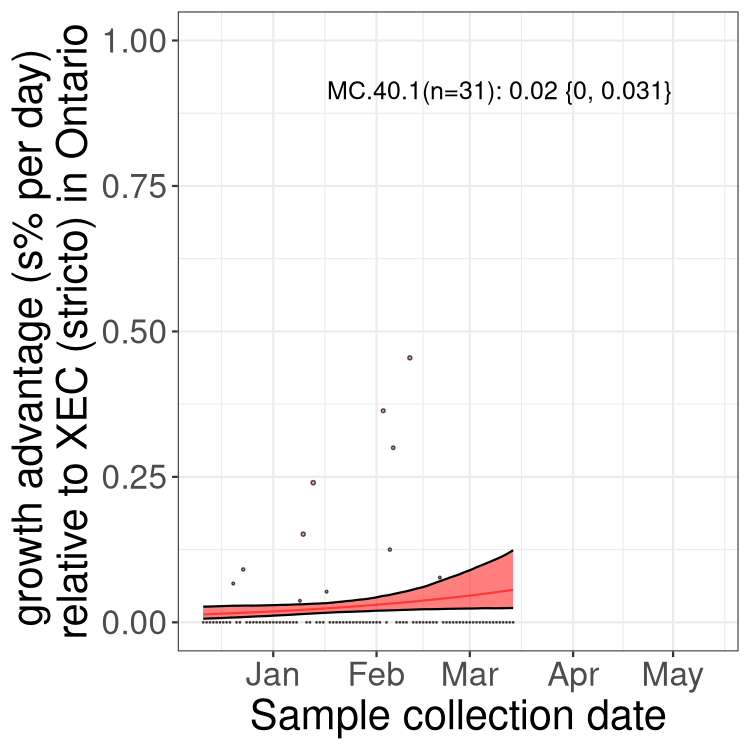 growth advantage (s% per day)
relative to XEC (stricto) in Ontario
1.00
0.75
0.50
0.25
0.00
MC.40.1(n=31): 0.02 {0, 0.031}
Jan Feb Mar Apr May
Sample collection date